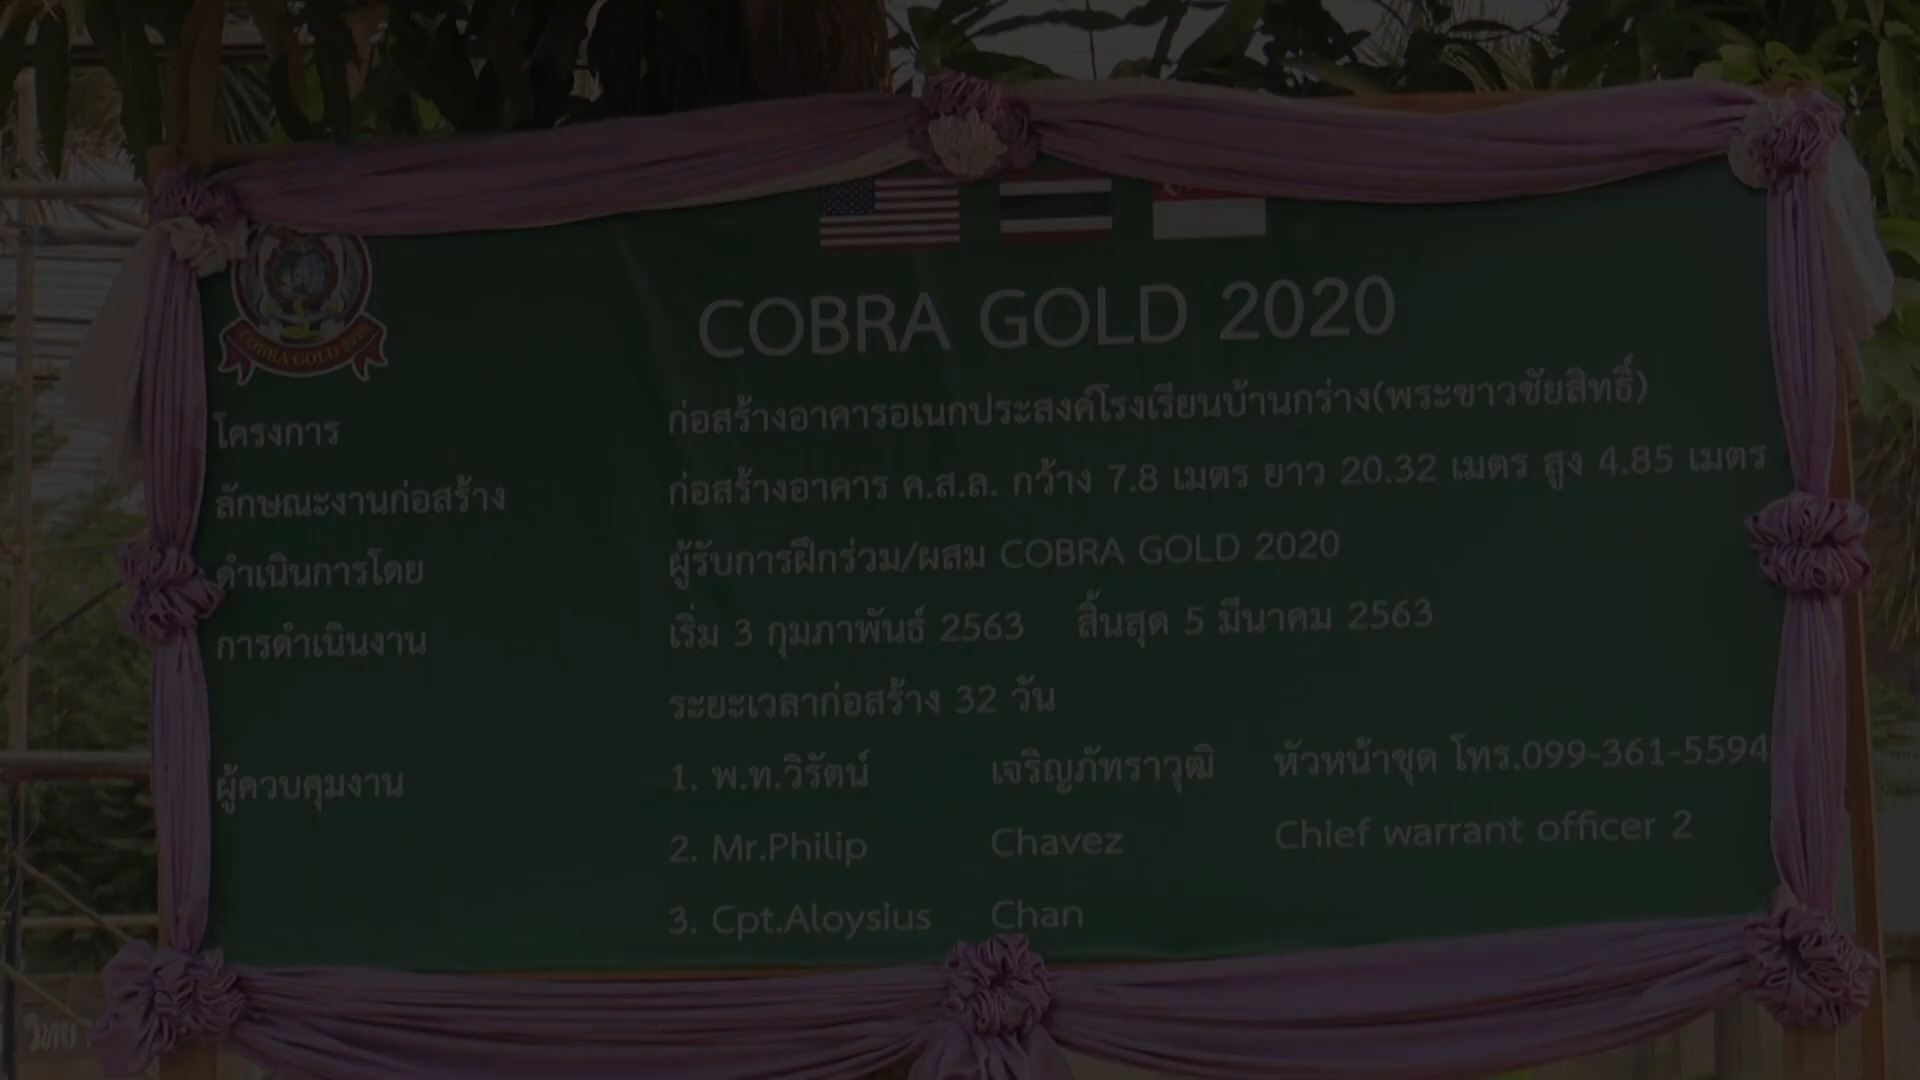 COBRA GOLD 2020
COBRA GOLD 2020
โครงการ ก่อสร้างอาคารอเนกประสงค์โรงเรียนบ้านกร่าง(พระขาวชัยสิทธิ์)
ลักษณะงานก่อสร้าง ก่อสร้างอาคาร ค.ส.ล. กว้าง 7.8 เมตร ยาว 20.32 เมตร สูง 4.85 เมตร
ดำเนินการโดย ผู้รับการฝึกร่วม/ผสม COBRA GOLD 2020
การดำเนินงาน เริ่ม 3 กุมภาพันธ์ 2563 สิ้นสุด 5 มีนาคม 2563
ระยะเวลาก่อสร้าง 32 วัน
ผู้ควบคุมงาน 1. พ.ท.วิรัตน์ เจริญภัทราวุฒิ หัวหน้าชุด โทร.099-361-5594
2. Mr.Philip Chavez Chief warrant officer 2
3. Cpt.Aloysius Chan
วิทย